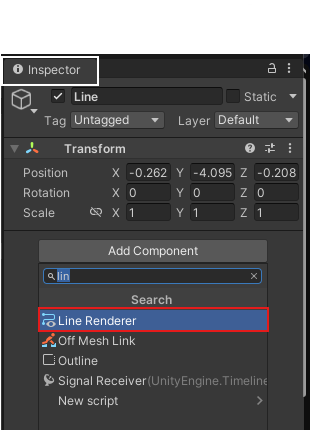 Inspector
Line
Static
Tag Untagged Layer Default
Transform
Position X -0.262 Y -4.095 Z -0.208
Rotation X 0 Y 0 Z 0
Scale X 1 Y 1 Z 1
Add Component
lin
Search
Line Renderer
Off Mesh Link
Outline
Signal Receiver (UnityEngine.Timeline
New script